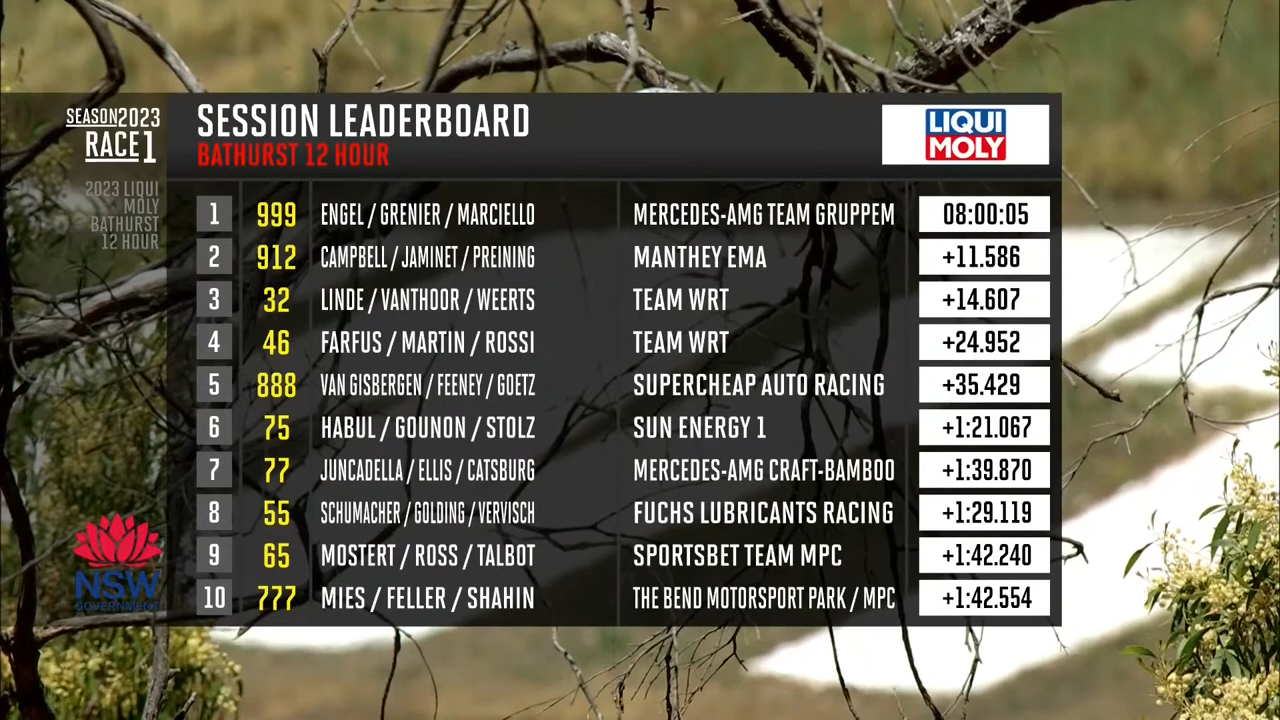 SEASON2023
RACE1
2023 LIQUI
MOLY
BATHURST
12 HOUR
SESSION LEADERBOARD
BATHURST 12 HOUR
LIQUI
MOLY
1 999 ENGEL / GRENIER / MARCIELLO MERCEDES-AMG TEAM GRUPPEM 08:00:05
2 912 CAMPBELL / JAMINET / PREINING MANTHEY EMA +11.586
3 32 LINDE / VANTHOOR / WEERTS TEAM WRT +14.607
4 46 FARFUS / MARTIN / ROSSI TEAM WRT +24.952
5 888 VAN GISBERGEN / FEENEY / GOETZ SUPERCHEAP AUTO RACING +35.429
6 75 HABUL / GOUNON / STOLZ SUN ENERGY 1 +1:21.067
7 77 JUNCADELLA / ELLIS / CATSBURG MERCEDES-AMG CRAFT-BAMBOO +1:39.870
8 55 SCHUMACHER / GOLDING / VERVISCH FUCHS LUBRICANTS RACING +1:29.119
9 65 MOSTERT / ROSS / TALBOT SPORTSBET TEAM MPC +1:42.240
10 777 MIES / FELLER / SHAHIN THE BEND MOTORSPORT PARK / MPC +1:42.554
NSW
GOVERNMENT